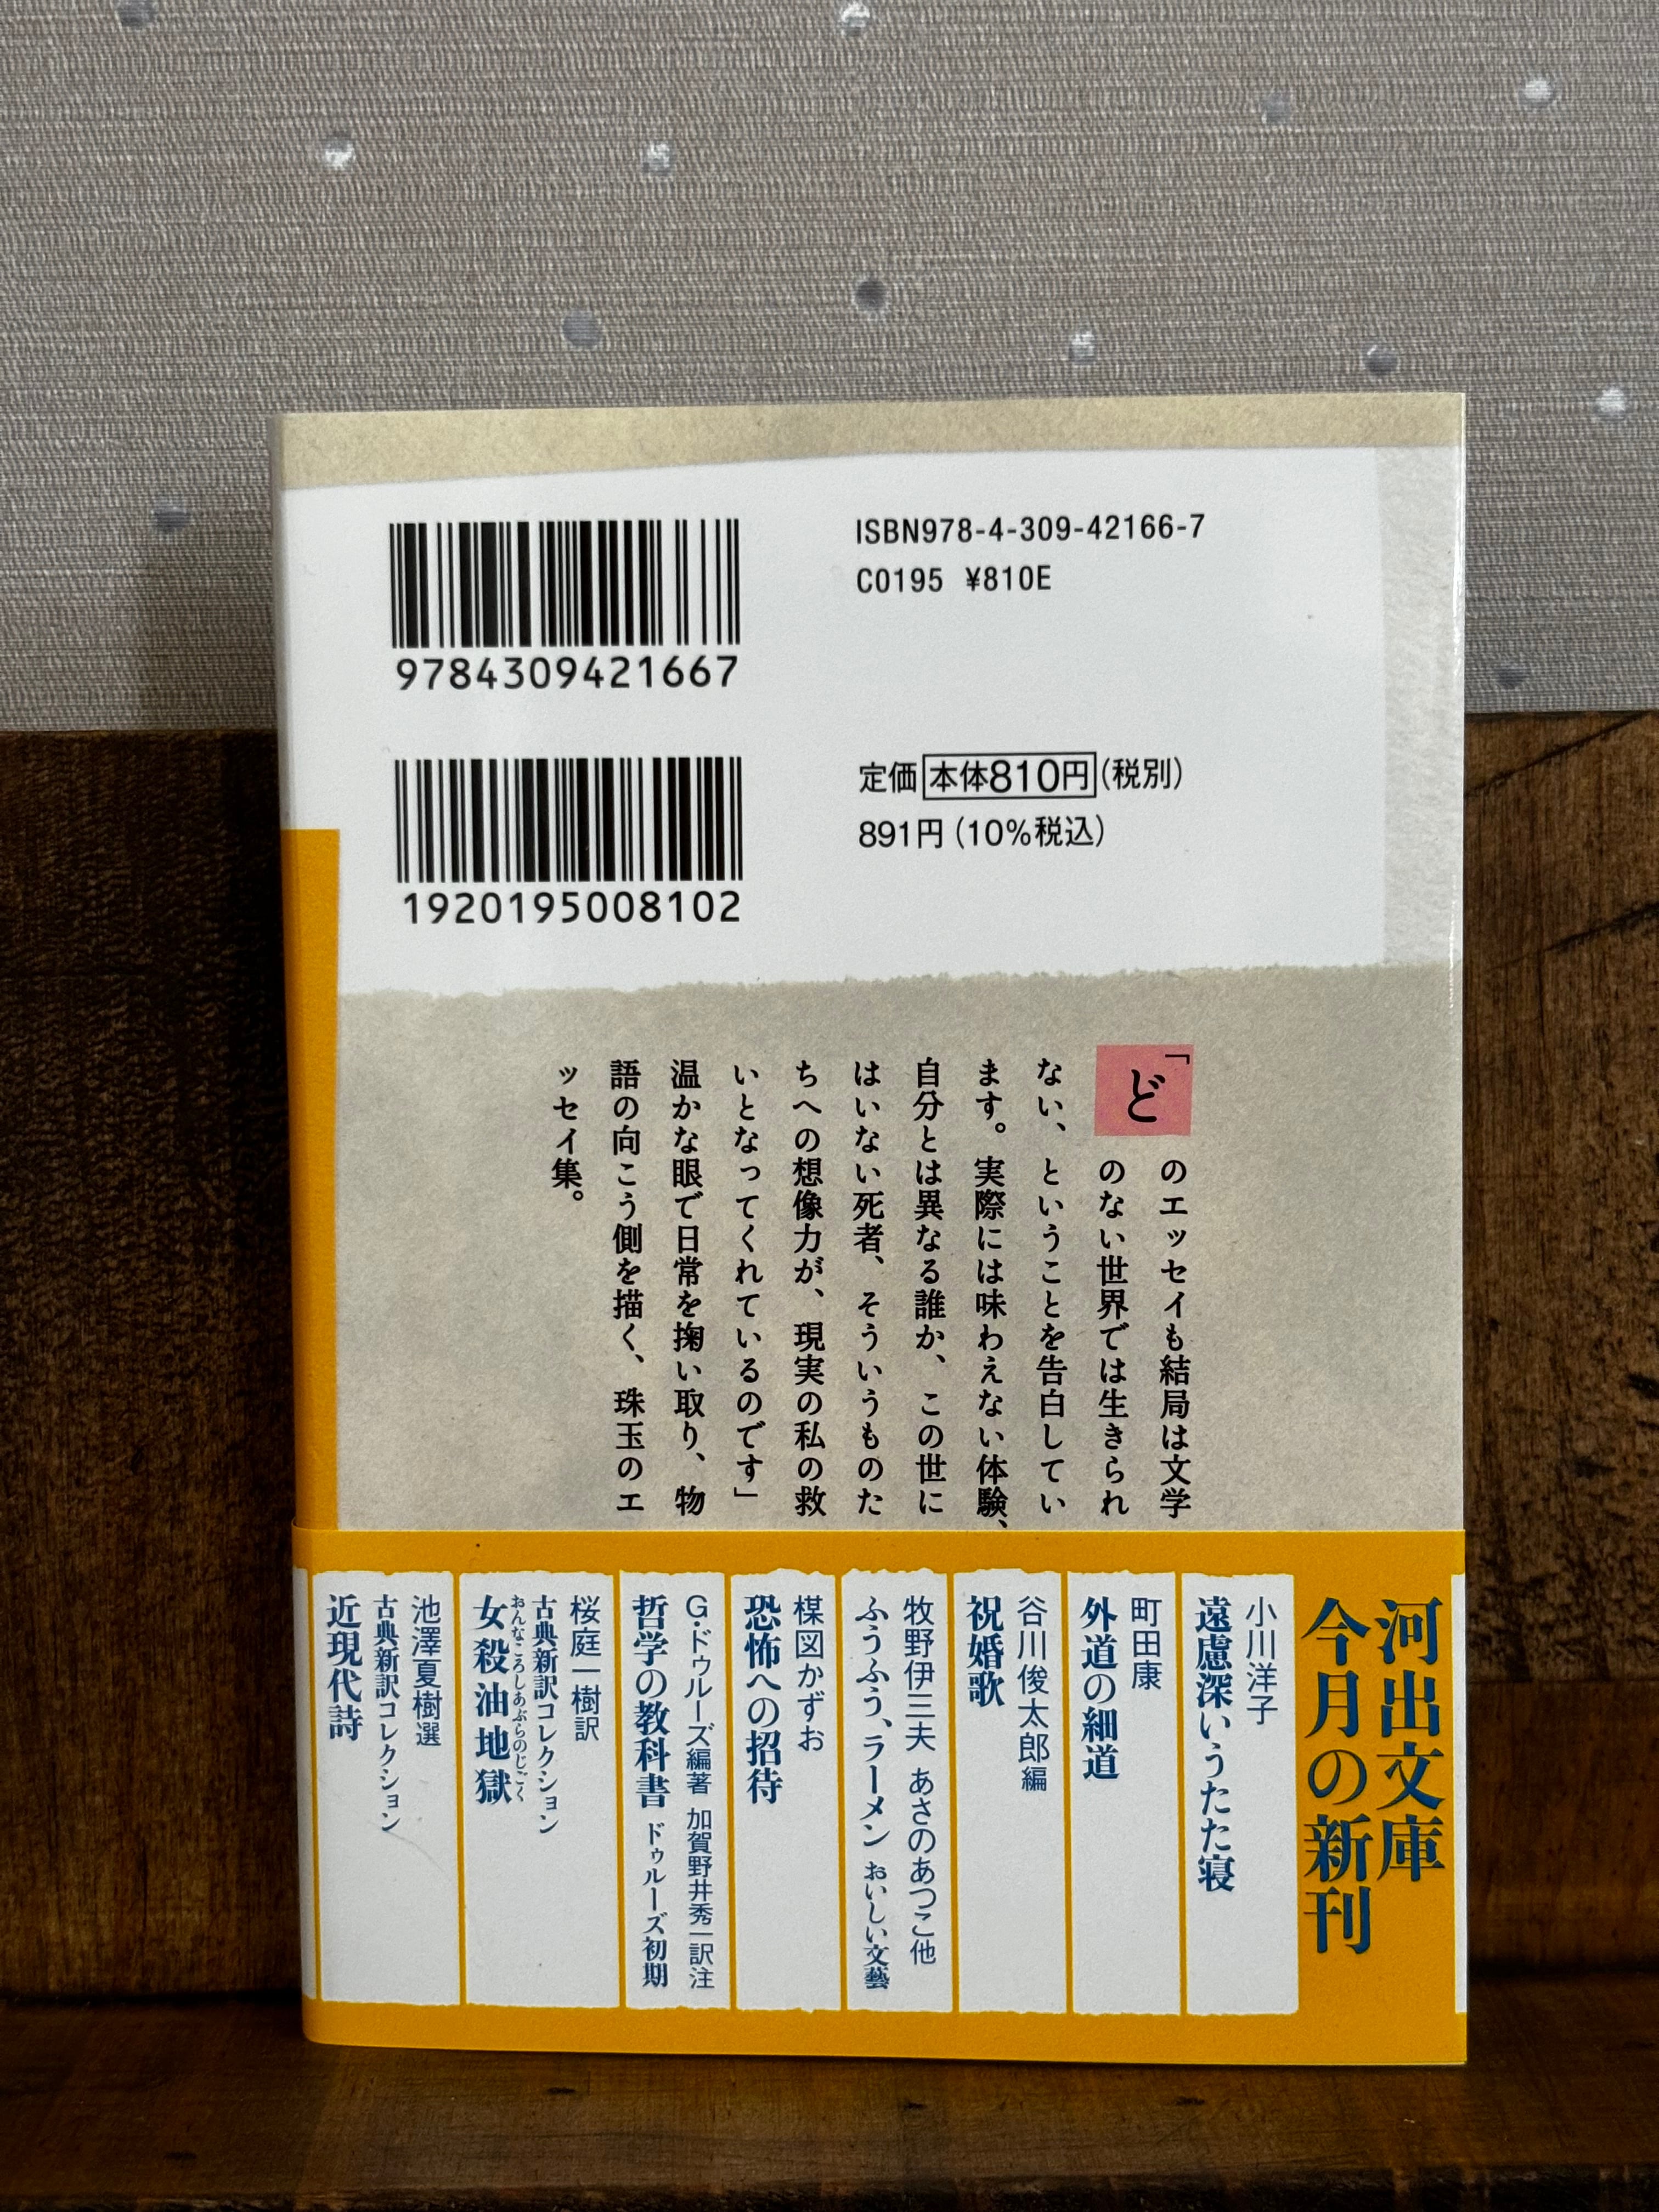 ISBN978-4-309-42166-7
C0195 ¥810E
9784309421667
定価 本体810円(税別)
891円(10%税込)
1920195008102
「どのエッセイも結局は文学
のない世界では生きられ
ない、ということを告白してい
ます。実際には味わえない体験、
自分とは異なる誰か、この世に
はいない死者、そういうものた
ちへの想像力が、現実の私の救
いとなってくれているのです」
温かな眼で日常を掬い取り、物
語の向こう側を描く、珠玉のエ
ッセイ集。
河出文庫
今月の新刊
小川洋子
遠慮深いうたた寝
町田康
外道の細道
谷川俊太郎編
祝婚歌
牧野伊三夫 あさのあつこ他
ふうふう、ラーメン おいしい文藝
楳図かずお
恐怖への招待
G・ドゥルーズ編著 加賀野井秀一訳注
哲学の教科書 ドゥルーズ初期
桜庭一樹訳
古典新訳コレクション
おんなころしあぶらのじごく
女殺油地獄
池澤夏樹選
古典新訳コレクション
近現代詩